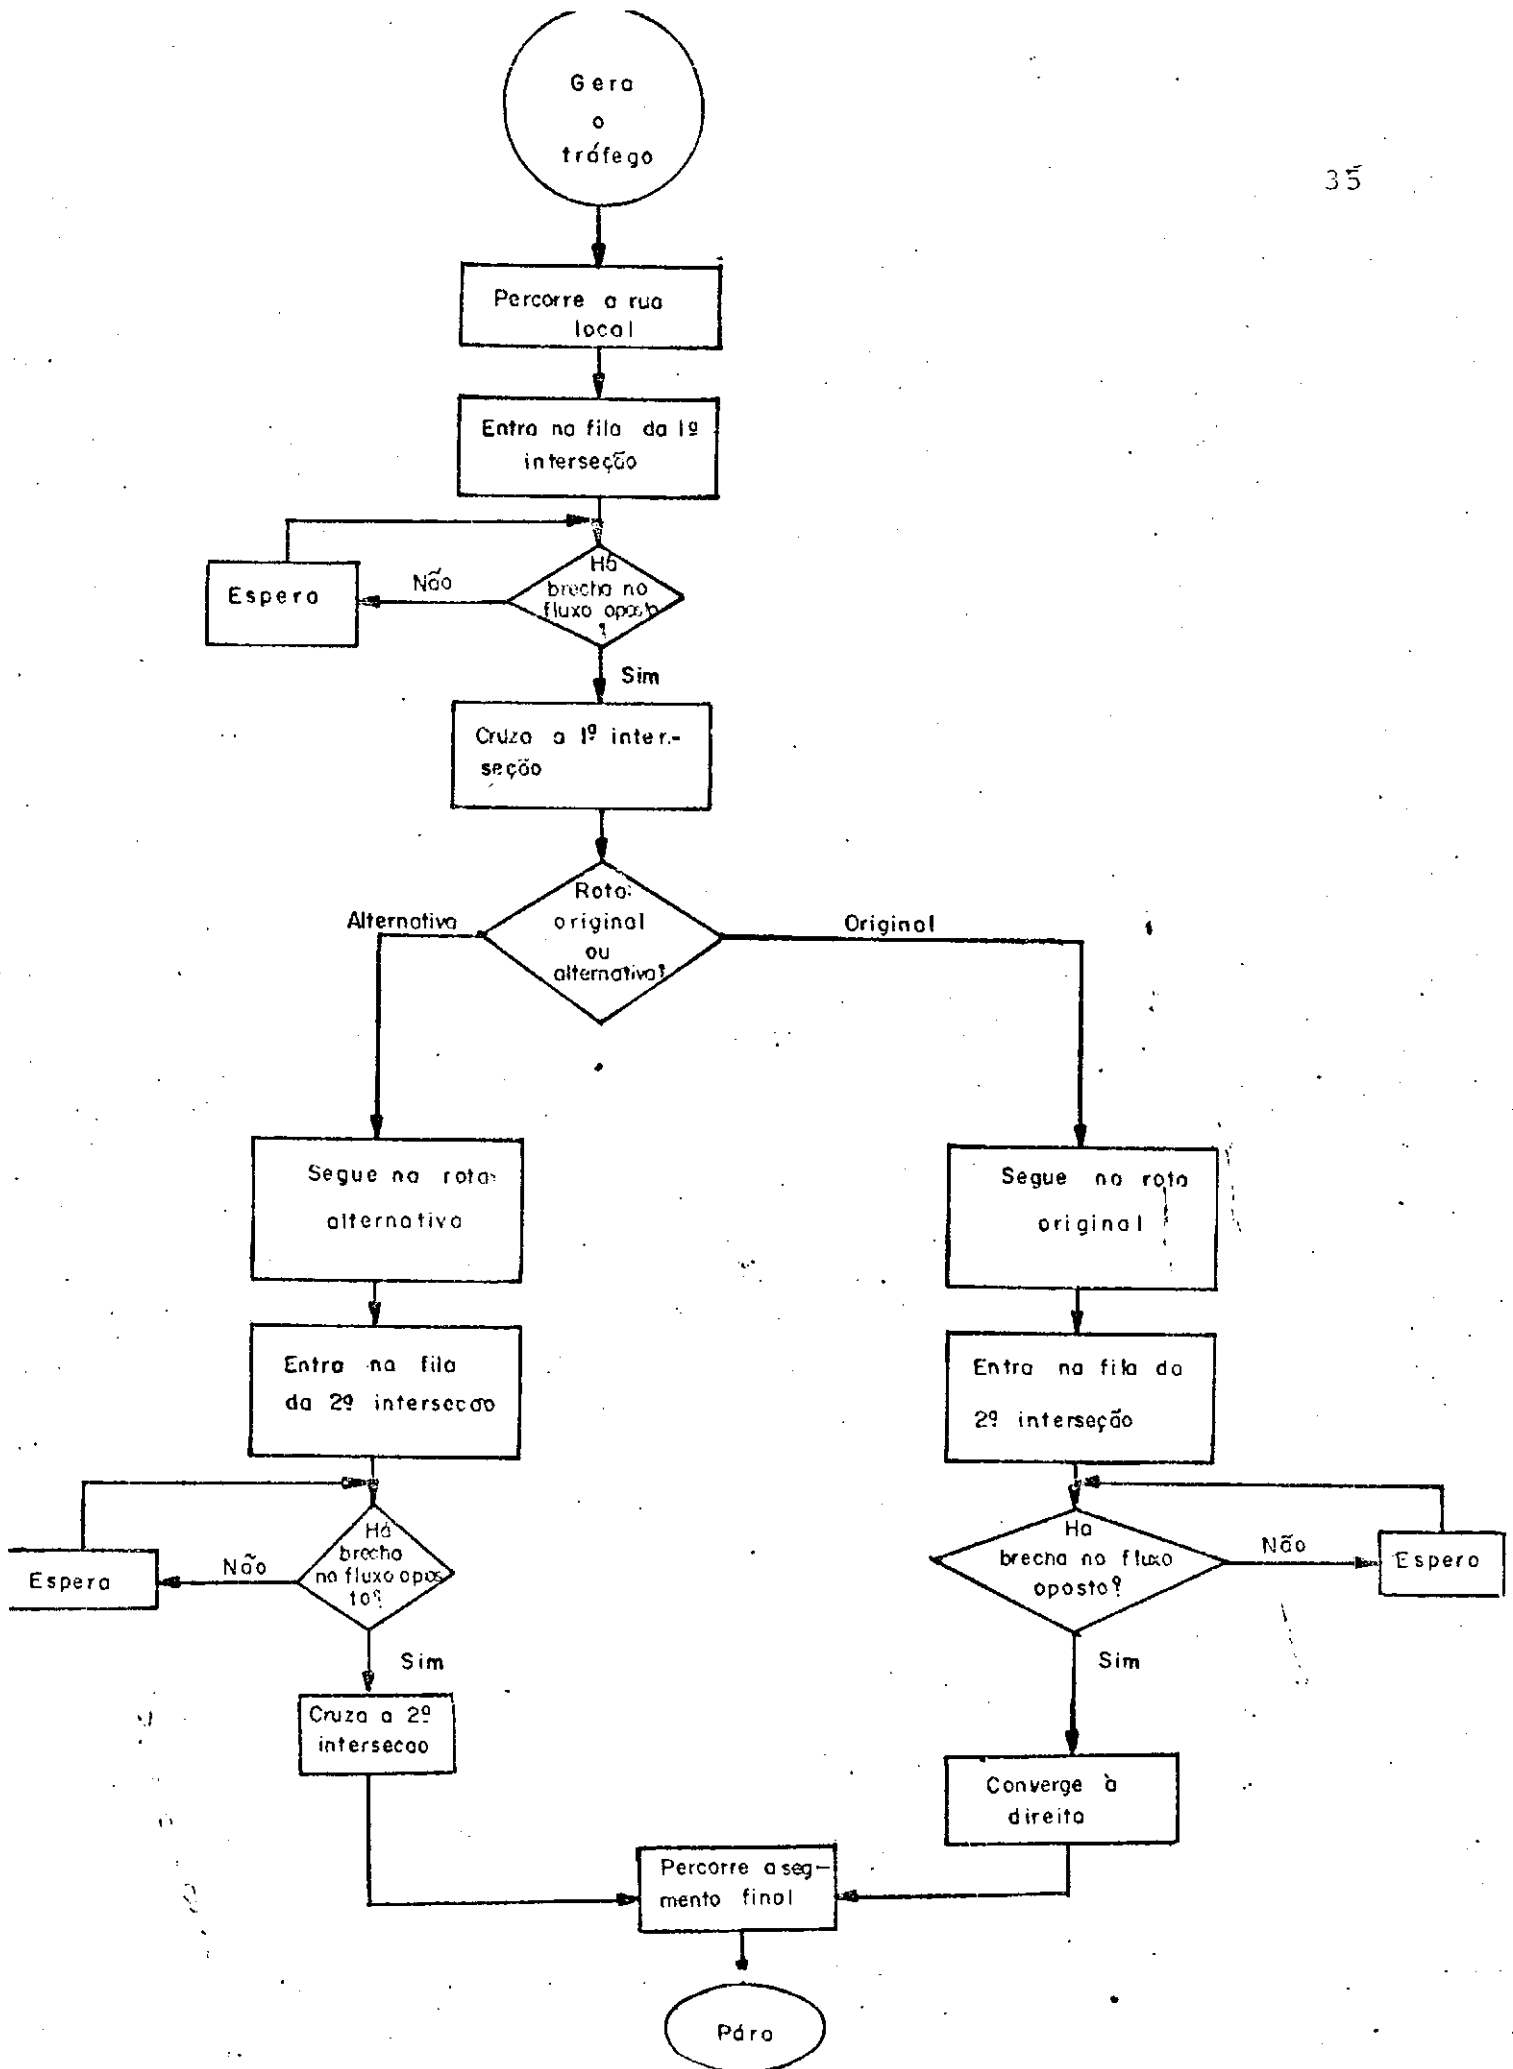 Gera
o
tráfego
35
Percorre a rua
local
Entra na fila da 1ª
interseção
Há
brecha no
fluxo oposto
?
Não
Espera
Sim
Cruza a 1ª inter-
seção
Rota:
original
ou
alternativa?
Alternativa
Original
Segue na rota
alternativa
Segue na rota
original
Entra na fila
da 2ª intersecao
Entra na fila da
2ª interseção
Há
brecha
no fluxo opos
to?
Não
Espera
Ha
brecha no fluxo
oposto?
Não
Espera
Sim
Sim
Cruza a 2ª
intersecao
Converge à
direita
Percorre a seg-
mento final
Pára